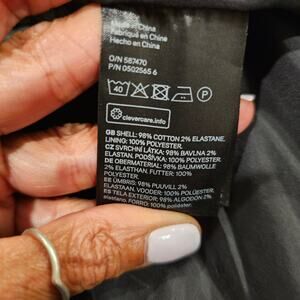 Made in China
Fabriqué en Chine
Hecho en China
O/N 587470
P/N 0502565 6
40
P
clevercare.info
GB SHELL: 98% COTTON 2% ELASTANE.
LINING: 100% POLYESTER.
CZ SVRCHNÍ LÁTKA: 98% BAVLNA 2%
ELASTAN. PODŠÍVKA: 100% POLYESTER.
DE OBERMATERIAL: 98% BAUMWOLLE
2% ELASTHAN. FUTTER: 100%
POLYESTER.
EE ÜMBRIS: 98% PUUVILL 2%
ELASTAAN. VOODER: 100% POLÜESTER.
ES TELA EXTERIOR: 98% ALGODÓN 2%
elastano. FORRO: 100% poliéster.